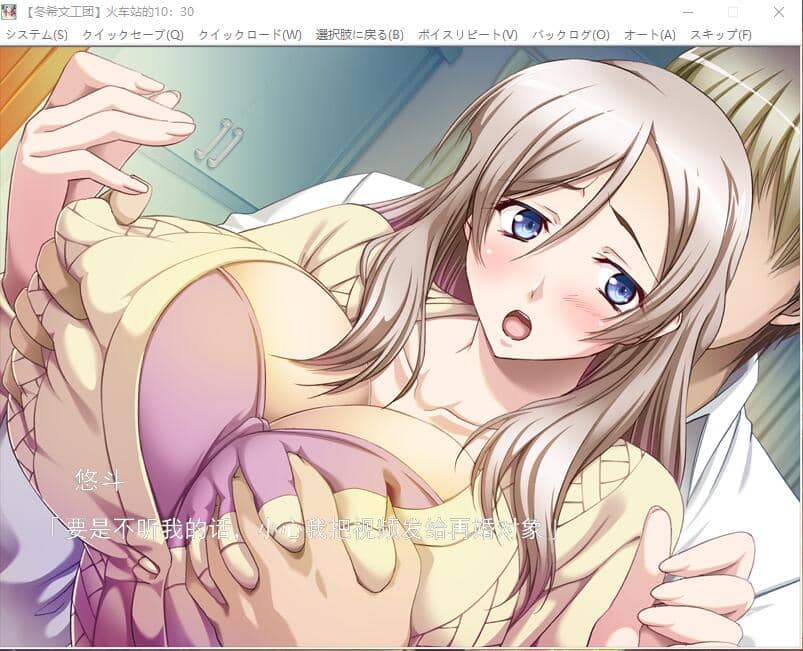 【冬希文工团】火车站的10：30
システム(S) クイックセーブ(Q) クイックロード(W) 選択肢に戻る(B) ボイスリピート(V) バックログ(O) オート(A) スキップ(F)
悠斗
「要是不听我的话，小心我把视频发给再婚对象」